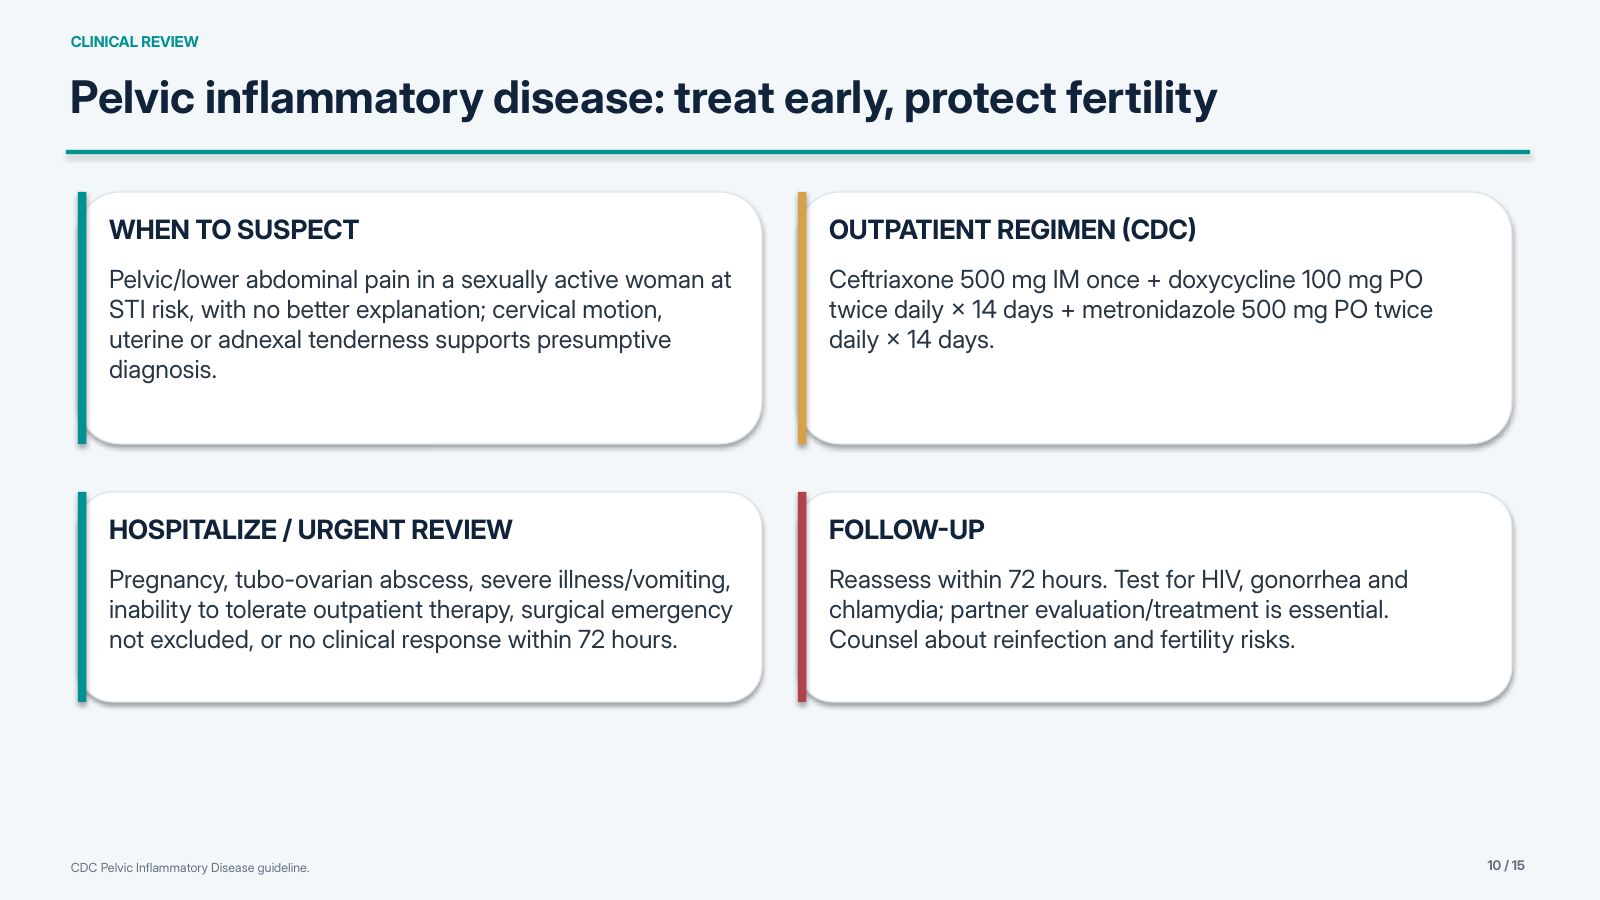 CLINICAL REVIEW
Pelvic inflammatory disease: treat early, protect fertility
WHEN TO SUSPECT
Pelvic/lower abdominal pain in a sexually active woman at
STI risk, with no better explanation; cervical motion,
uterine or adnexal tenderness supports presumptive
diagnosis.
OUTPATIENT REGIMEN (CDC)
Ceftriaxone 500 mg IM once + doxycycline 100 mg PO
twice daily × 14 days + metronidazole 500 mg PO twice
daily × 14 days.
HOSPITALIZE / URGENT REVIEW
Pregnancy, tubo-ovarian abscess, severe illness/vomiting,
inability to tolerate outpatient therapy, surgical emergency
not excluded, or no clinical response within 72 hours.
FOLLOW-UP
Reassess within 72 hours. Test for HIV, gonorrhea and
chlamydia; partner evaluation/treatment is essential.
Counsel about reinfection and fertility risks.
CDC Pelvic Inflammatory Disease guideline.
10 / 15